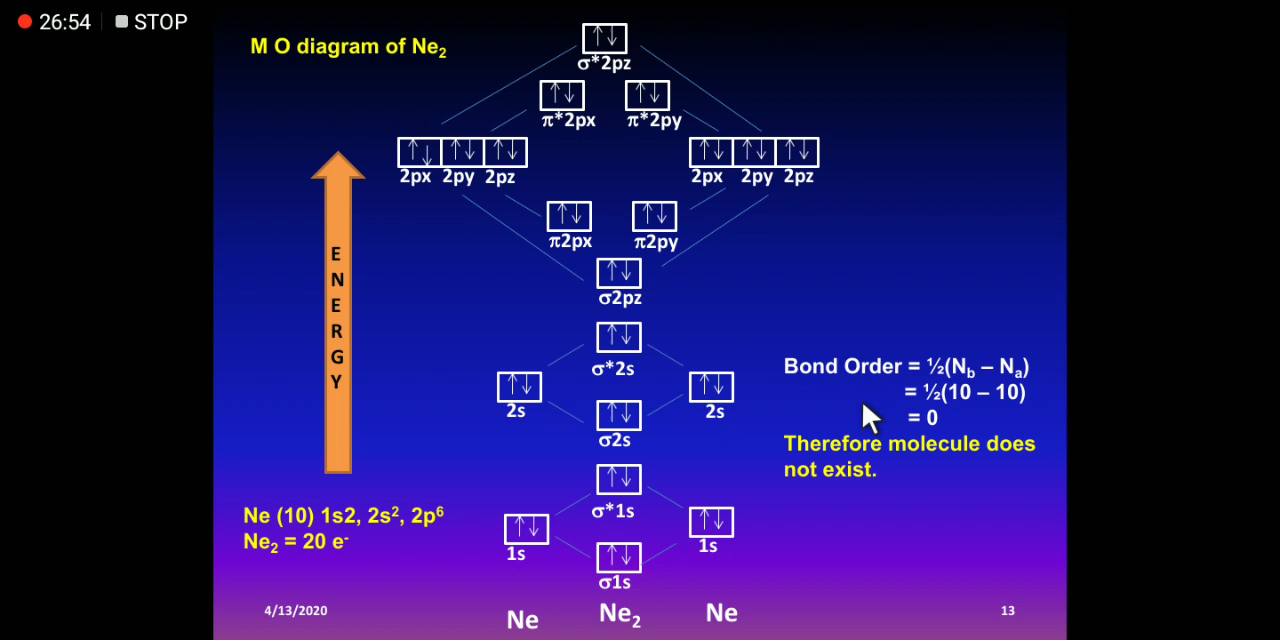 26:54 STOP
M O diagram of Ne₂
σ*2pz
π*2px π*2py
2px 2py 2pz 2px 2py 2pz
π2px π2py
σ2pz
σ*2s
2s 2s
σ2s
σ*1s
1s 1s
σ1s
Ne Ne₂ Ne
E
N
E
R
G
Y
Bond Order = ½(N_b – N_a)
= ½(10 – 10)
= 0
Therefore molecule does
not exist.
Ne (10) 1s2, 2s², 2p⁶
Ne₂ = 20 e⁻
4/13/2020
13